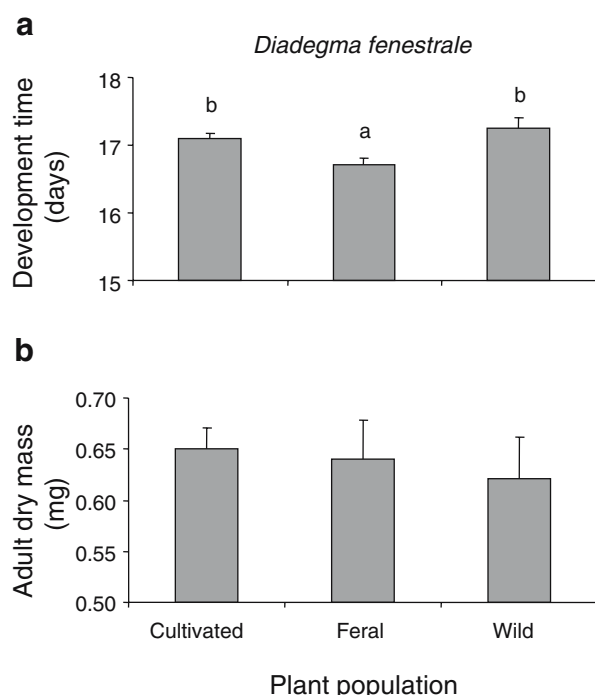 a
Diadegma fenestrale
Development time
(days)
18
17
16
15
b
a
b
b
Adult dry mass
(mg)
0.70
0.65
0.60
0.55
0.50
Cultivated Feral Wild
Plant population